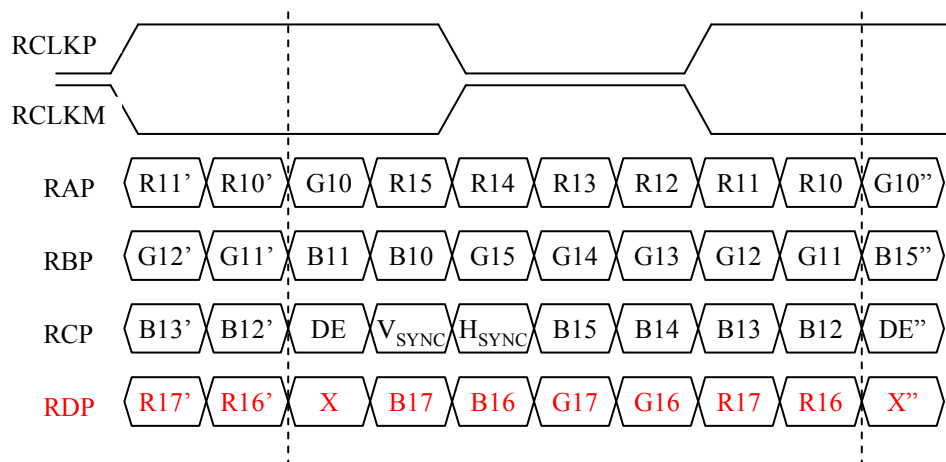 RCLKP
RCLKM
RAP R11’ R10’ G10 R15 R14 R13 R12 R11 R10 G10”
RBP G12’ G11’ B11 B10 G15 G14 G13 G12 G11 B15”
RCP B13’ B12’ DE VSYNC HSYNC B15 B14 B13 B12 DE”
RDP R17’ R16’ X B17 B16 G17 G16 R17 R16 X”